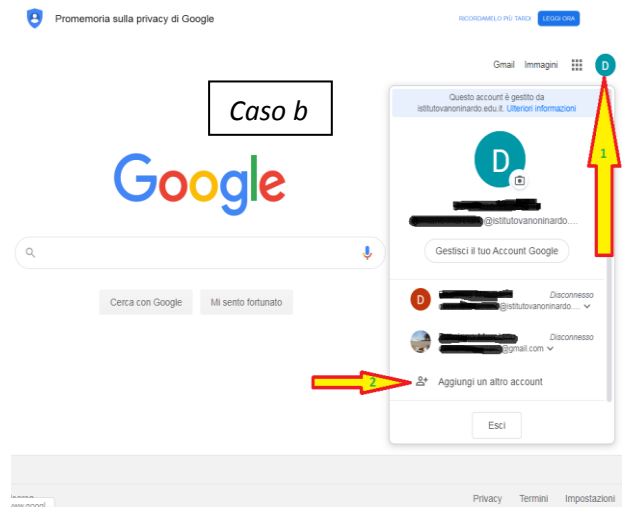 Promemoria sulla privacy di Google
RICORDAMELO PIÙ TARDI
LEGGI ORA
Gmail
Immagini
D
Caso b
Questo account è gestito da
istitutovanoninardo.edu.it. Ulteriori informazioni
D
1
Google
@istitutovanoninardo....
Gestisci il tuo Account Google
Cerca con Google
Mi sento fortunato
D
Disconnesso
@istitutovanoninardo....
Disconnesso
@gmail.com
2
Aggiungi un altro account
Esci
Privacy
Termini
Impostazioni